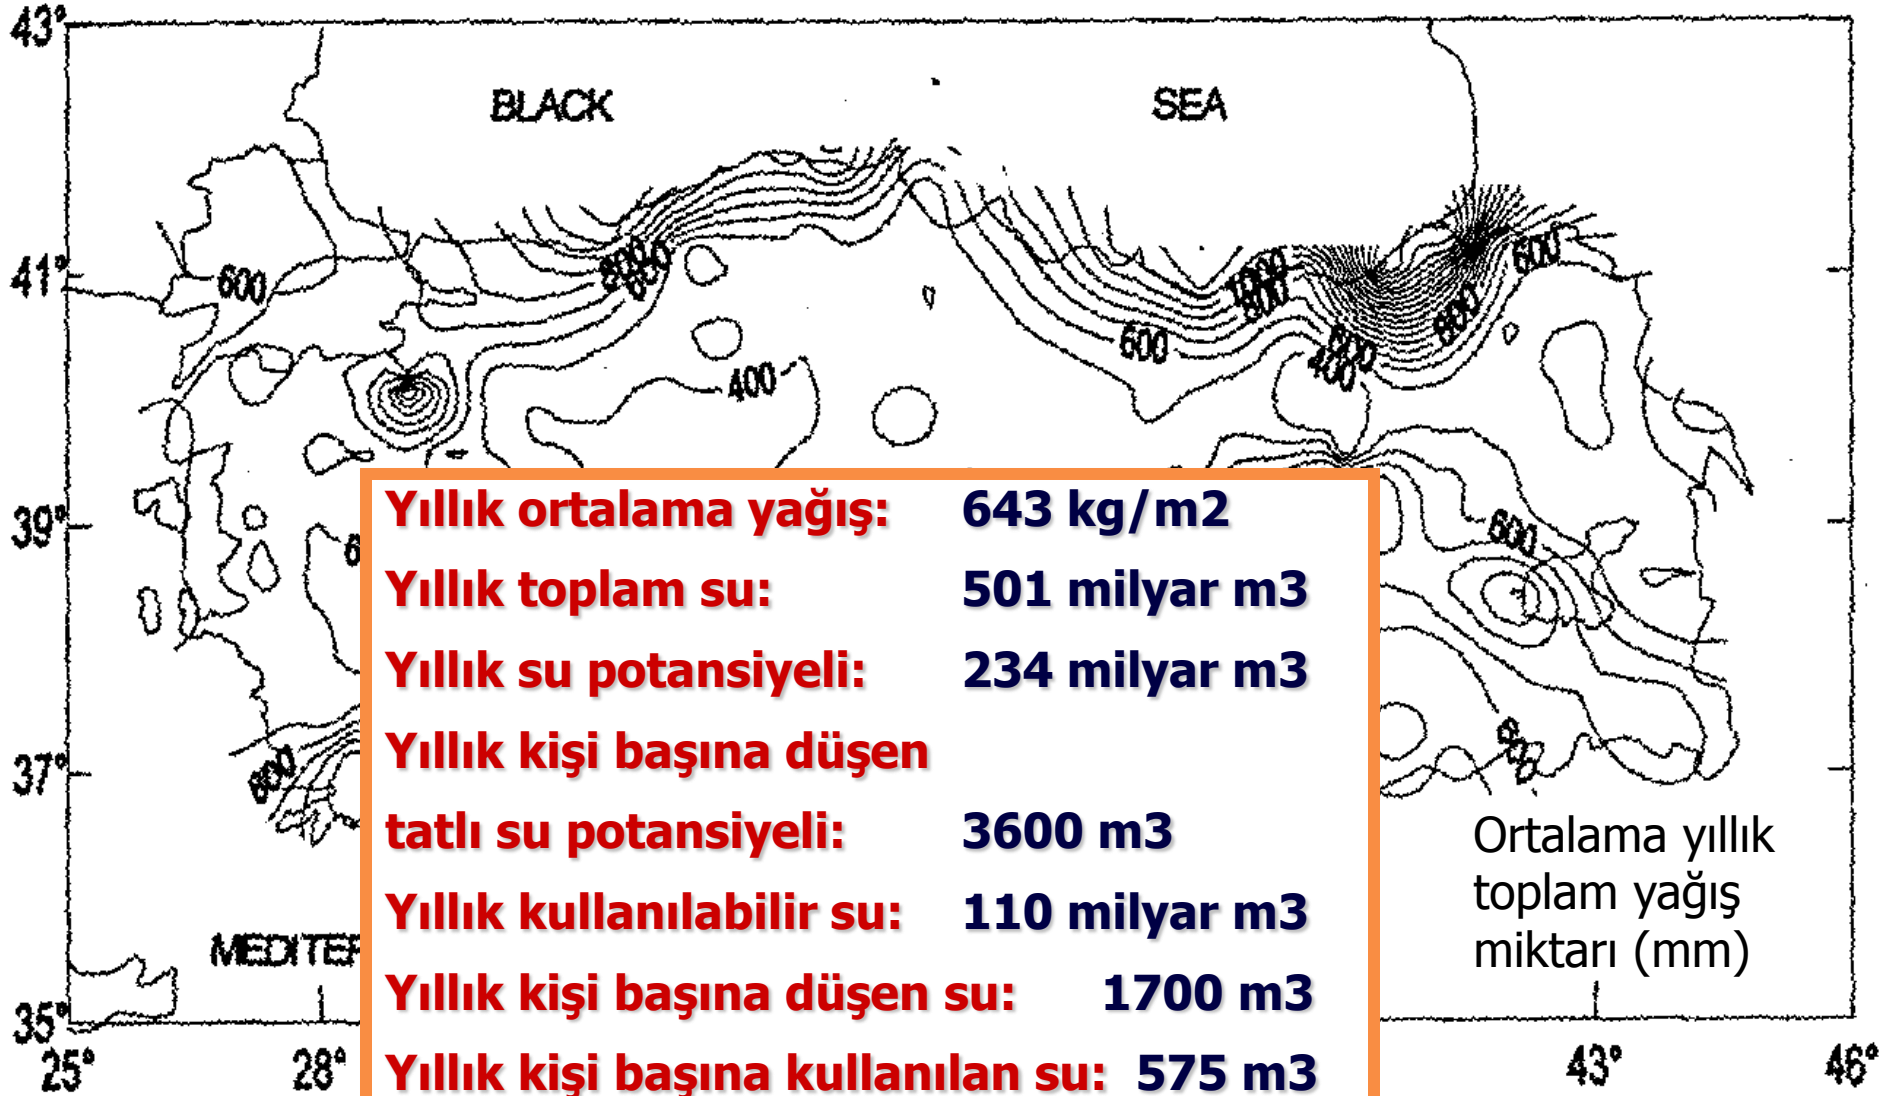 43°
BLACK SEA
41°
600
800
600
1000
800
600
800
600
400
400
39°
600
Yıllık ortalama yağış: 643 kg/m2
Yıllık toplam su: 501 milyar m3
Yıllık su potansiyeli: 234 milyar m3
Yıllık kişi başına düşen
tatlı su potansiyeli: 3600 m3
Yıllık kullanılabilir su: 110 milyar m3
Yıllık kişi başına düşen su: 1700 m3
Yıllık kişi başına kullanılan su: 575 m3
37°
800
Ortalama yıllık
toplam yağış
miktarı (mm)
MEDITER
35°
25° 28° 43° 46°